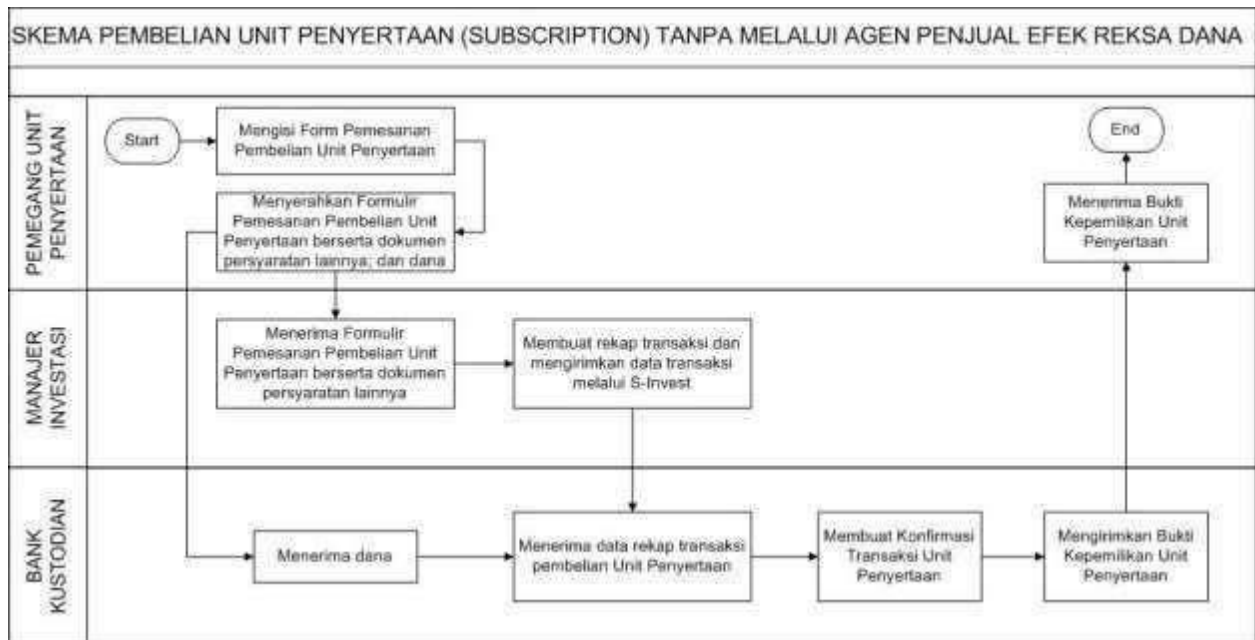 SKEMA PEMBELIAN UNIT PENYERTAAN (SUBSCRIPTION) TANPA MELALUI AGEN PENJUAL EFEK REKSA DANA
PEMEGANG UNIT
PENYERTAAN
Start
Mengisi Form Pemesanan
Pembelian Unit Penyertaan
Menyerahkan Formulir
Pemesanan Pembelian Unit
Penyertaan berserta dokumen
persyaratan lainnya; dan dana
End
Menerima Bukti
Kepemilikan Unit
Penyertaan
MANAJER
INVESTASI
Menerima Formulir
Pemesanan Pembelian Unit
Penyertaan berserta dokumen
persyaratan lainnya
Membuat rekap transaksi dan
mengirimkan data transaksi
melalui S-Invest
BANK
KUSTODIAN
Menerima dana
Menerima data rekap transaksi
pembelian Unit Penyertaan
Membuat Konfirmasi
Transaksi Unit
Penyertaan
Mengirimkan Bukti
Kepemilikan Unit
Penyertaan